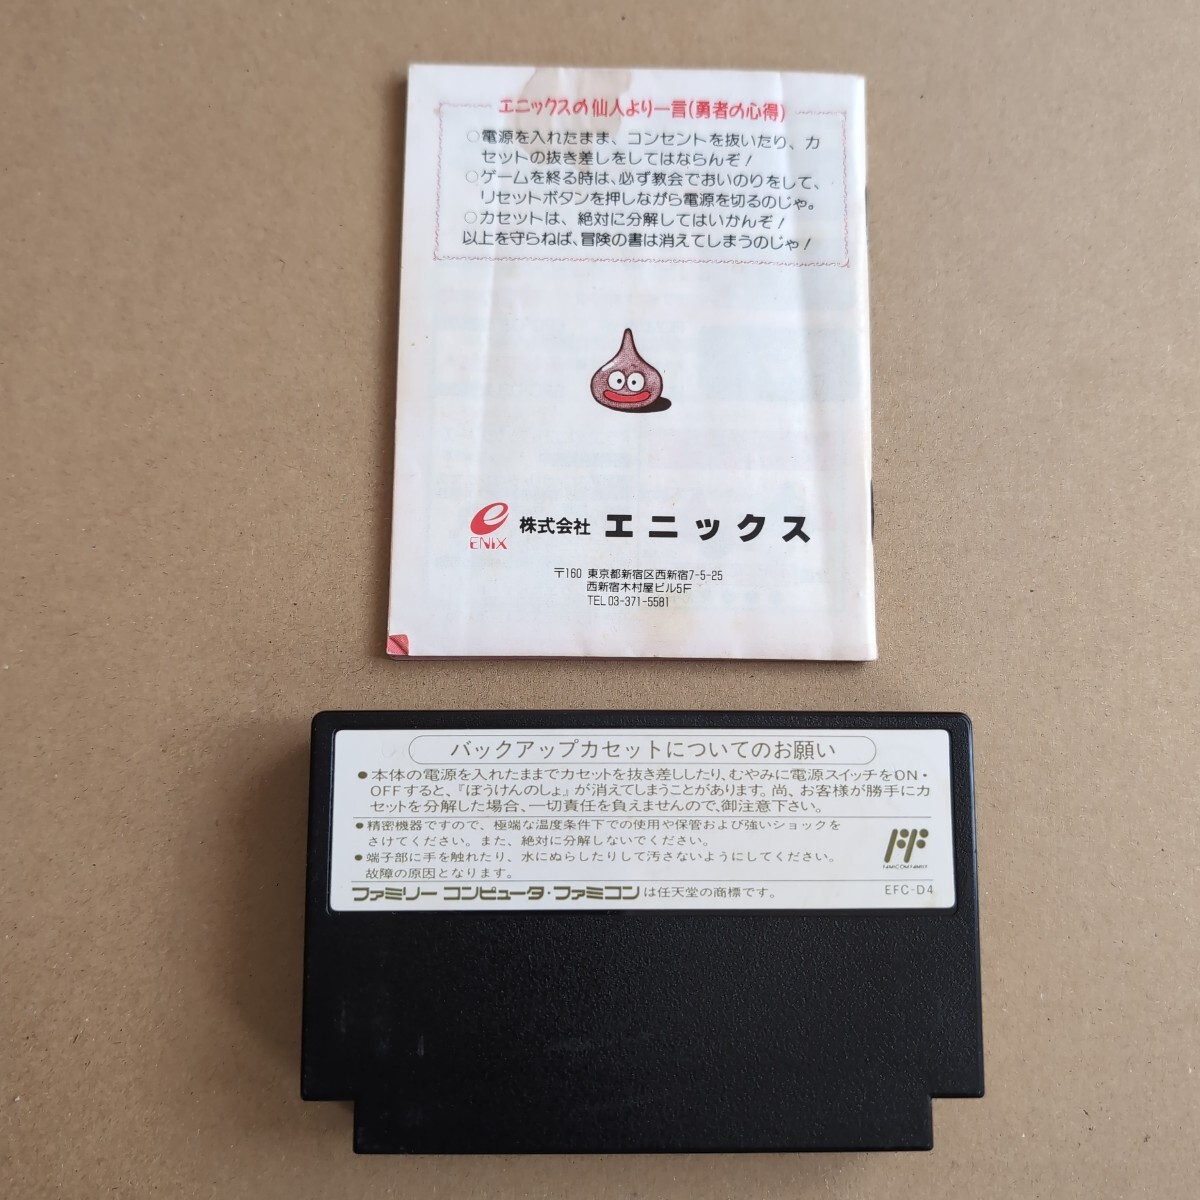 エニックスの仙人より一言(勇者の心得)
○電源を入れたまま、コンセントを抜いたり、カ
セットの抜き差しをしてはならんぞ!
○ゲームを終る時は、必ず教会でおいのりをして、
リセットボタンを押しながら電源を切るのじゃ。
○カセットは、絶対に分解してはいかんぞ!
以上を守らねば、冒険の書は消えてしまうのじゃ!
ENIX
株式会社 エニックス
〒160 東京都新宿区西新宿7-5-25
西新宿木村屋ビル5F
TEL 03-371-5581
バックアップカセットについてのお願い
●本体の電源を入れたままでカセットを抜き差ししたり、むやみに電源スイッチをON・
OFFすると、『ぼうけんのしょ』が消えてしまうことがあります。尚、お客様が勝手にカ
セットを分解した場合、一切責任を負えませんので、御注意下さい。
●精密機器ですので、極端な温度条件下での使用や保管および強いショックを
さけてください。また、絶対に分解しないでください。
●端子部に手を触れたり、水にぬらしたりして汚さないようにしてください。
故障の原因となります。
ファミリーコンピュータ・ファミコンは任天堂の商標です。
FAMICOM FAMILY
EFC-D4